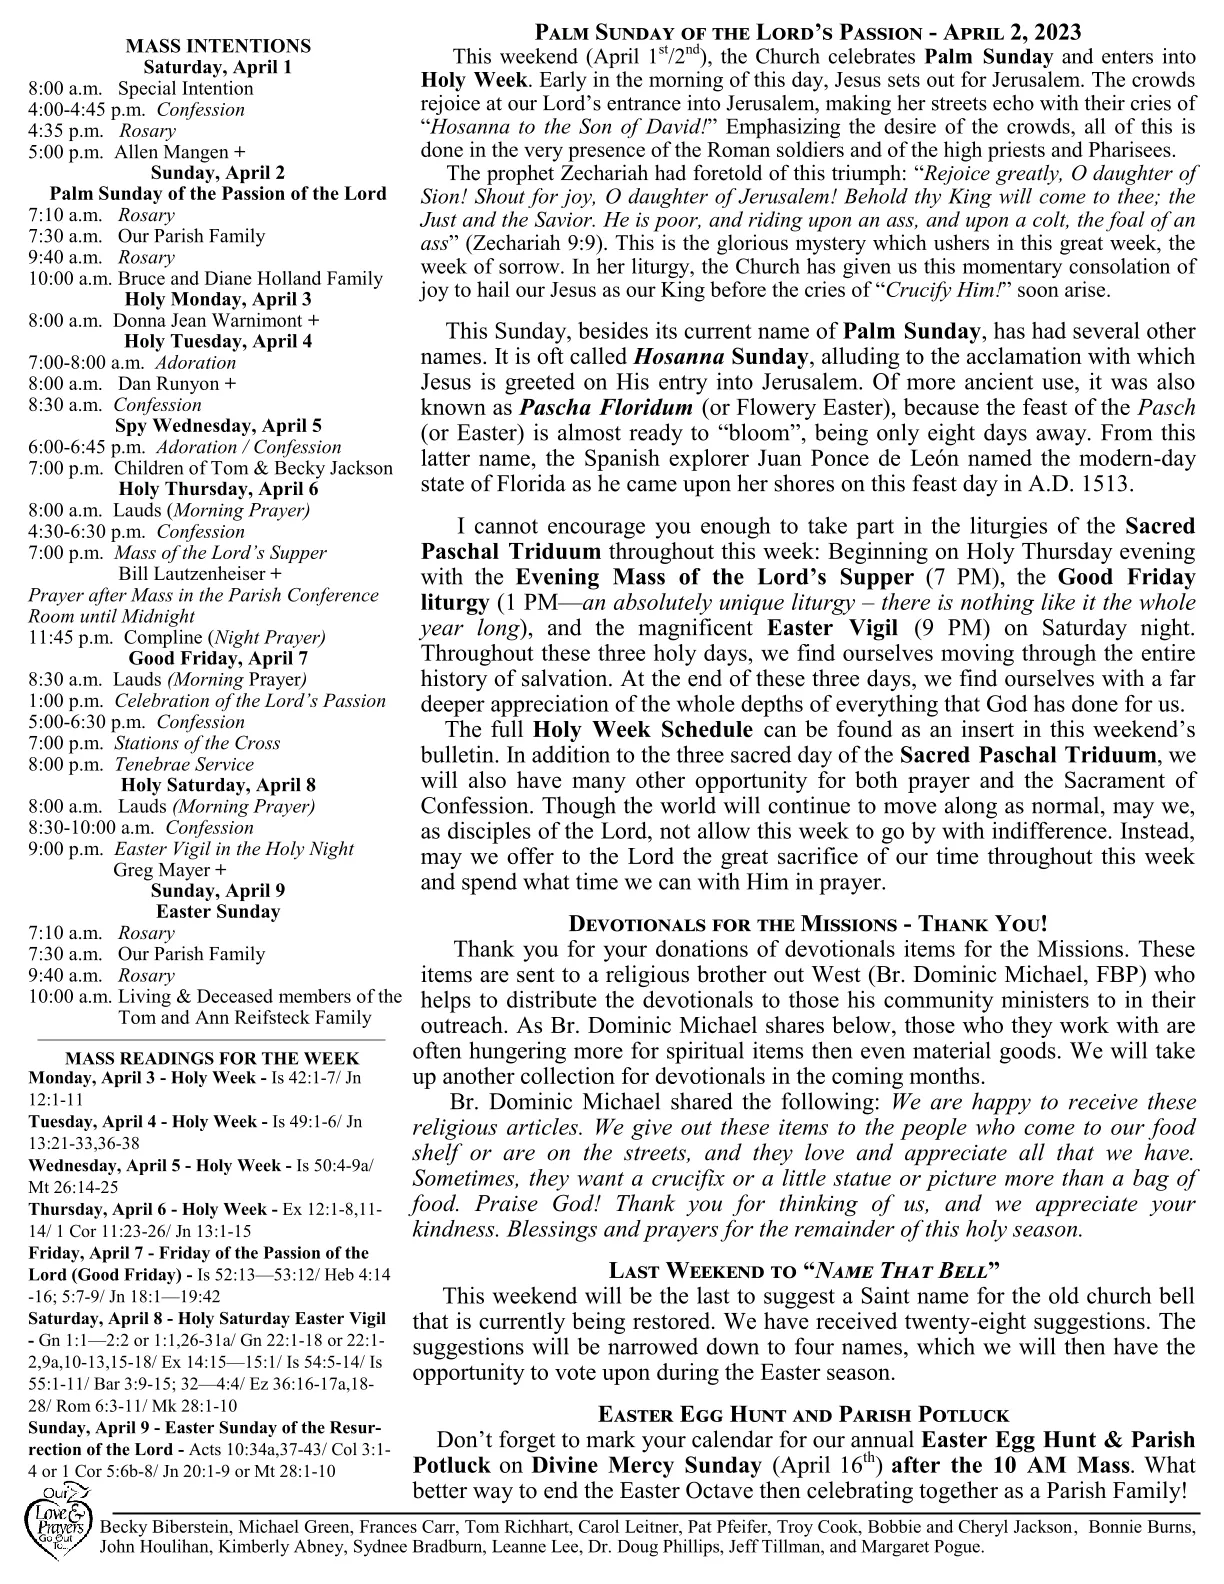 MASS INTENTIONS
Saturday, April 1
8:00 a.m. Special Intention
4:00-4:45 p.m. Confession
4:35 p.m. Rosary
5:00 p.m. Allen Mangen +
Sunday, April 2
Palm Sunday of the Passion of the Lord
7:10 a.m. Rosary
7:30 a.m. Our Parish Family
9:40 a.m. Rosary
10:00 a.m. Bruce and Diane Holland Family
Holy Monday, April 3
8:00 a.m. Donna Jean Warnimont +
Holy Tuesday, April 4
7:00-8:00 a.m. Adoration
8:00 a.m. Dan Runyon +
8:30 a.m. Confession
Spy Wednesday, April 5
6:00-6:45 p.m. Adoration / Confession
7:00 p.m. Children of Tom & Becky Jackson
Holy Thursday, April 6
8:00 a.m. Lauds (Morning Prayer)
4:30-6:30 p.m. Confession
7:00 p.m. Mass of the Lord's Supper
Bill Lautzenheiser +
Prayer after Mass in the Parish Conference
Room until Midnight
11:45 p.m. Compline (Night Prayer)
Good Friday, April 7
8:30 a.m. Lauds (Morning Prayer)
1:00 p.m. Celebration of the Lord's Passion
5:00-6:30 p.m. Confession
7:00 p.m. Stations of the Cross
8:00 p.m. Tenebrae Service
Holy Saturday, April 8
8:00 a.m. Lauds (Morning Prayer)
8:30-10:00 a.m. Confession
9:00 p.m. Easter Vigil in the Holy Night
Greg Mayer +
Sunday, April 9
Easter Sunday
7:10 a.m. Rosary
7:30 a.m. Our Parish Family
9:40 a.m. Rosary
10:00 a.m. Living & Deceased members of the
Tom and Ann Reifsteck Family
MASS READINGS FOR THE WEEK
Monday, April 3 - Holy Week - Is 42:1-7/ Jn
12:1-11
Tuesday, April 4 - Holy Week - Is 49:1-6/ Jn
13:21-33,36-38
Wednesday, April 5 - Holy Week - Is 50:4-9a/
Mt 26:14-25
Thursday, April 6 - Holy Week - Ex 12:1-8,11-
14/ 1 Cor 11:23-26/ Jn 13:1-15
Friday, April 7 - Friday of the Passion of the
Lord (Good Friday) - Is 52:13—53:12/ Heb 4:14
-16; 5:7-9/ Jn 18:1—19:42
Saturday, April 8 - Holy Saturday Easter Vigil
- Gn 1:1—2:2 or 1:1,26-31a/ Gn 22:1-18 or 22:1-
2,9a,10-13,15-18/ Ex 14:15—15:1/ Is 54:5-14/ Is
55:1-11/ Bar 3:9-15; 32—4:4/ Ez 36:16-17a,18-
28/ Rom 6:3-11/ Mk 28:1-10
Sunday, April 9 - Easter Sunday of the Resur-
rection of the Lord - Acts 10:34a,37-43/ Col 3:1-
4 or 1 Cor 5:6b-8/ Jn 20:1-9 or Mt 28:1-10
PALM SUNDAY OF THE LORD'S PASSION - APRIL 2, 2023
This weekend (April 1st/2nd), the Church celebrates Palm Sunday and enters into
Holy Week. Early in the morning of this day, Jesus sets out for Jerusalem. The crowds
rejoice at our Lord's entrance into Jerusalem, making her streets echo with their cries of
“Hosanna to the Son of David!” Emphasizing the desire of the crowds, all of this is
done in the very presence of the Roman soldiers and of the high priests and Pharisees.
The prophet Zechariah had foretold of this triumph: “Rejoice greatly, O daughter of
Sion! Shout for joy, O daughter of Jerusalem! Behold thy King will come to thee; the
Just and the Savior. He is poor, and riding upon an ass, and upon a colt, the foal of an
ass” (Zechariah 9:9). This is the glorious mystery which ushers in this great week, the
week of sorrow. In her liturgy, the Church has given us this momentary consolation of
joy to hail our Jesus as our King before the cries of “Crucify Him!” soon arise.
This Sunday, besides its current name of Palm Sunday, has had several other
names. It is oft called Hosanna Sunday, alluding to the acclamation with which
Jesus is greeted on His entry into Jerusalem. Of more ancient use, it was also
known as Pascha Floridum (or Flowery Easter), because the feast of the Pasch
(or Easter) is almost ready to “bloom”, being only eight days away. From this
latter name, the Spanish explorer Juan Ponce de León named the modern-day
state of Florida as he came upon her shores on this feast day in A.D. 1513.
I cannot encourage you enough to take part in the liturgies of the Sacred
Paschal Triduum throughout this week: Beginning on Holy Thursday evening
with the Evening Mass of the Lord's Supper (7 PM), the Good Friday
liturgy (1 PM—an absolutely unique liturgy – there is nothing like it the whole
year long), and the magnificent Easter Vigil (9 PM) on Saturday night.
Throughout these three holy days, we find ourselves moving through the entire
history of salvation. At the end of these three days, we find ourselves with a far
deeper appreciation of the whole depths of everything that God has done for us.
The full Holy Week Schedule can be found as an insert in this weekend's
bulletin. In addition to the three sacred day of the Sacred Paschal Triduum, we
will also have many other opportunity for both prayer and the Sacrament of
Confession. Though the world will continue to move along as normal, may we,
as disciples of the Lord, not allow this week to go by with indifference. Instead,
may we offer to the Lord the great sacrifice of our time throughout this week
and spend what time we can with Him in prayer.
DEVOTIONALS FOR THE MISSIONS - THANK YOU!
Thank you for your donations of devotionals items for the Missions. These
items are sent to a religious brother out West (Br. Dominic Michael, FBP) who
helps to distribute the devotionals to those his community ministers to in their
outreach. As Br. Dominic Michael shares below, those who they work with are
often hungering more for spiritual items then even material goods. We will take
up another collection for devotionals in the coming months.
Br. Dominic Michael shared the following: We are happy to receive these
religious articles. We give out these items to the people who come to our food
shelf or are on the streets, and they love and appreciate all that we have.
Sometimes, they want a crucifix or a little statue or picture more than a bag of
food. Praise God! Thank you for thinking of us, and we appreciate your
kindness. Blessings and prayers for the remainder of this holy season.
LAST WEEKEND TO “NAME THAT BELL”
This weekend will be the last to suggest a Saint name for the old church bell
that is currently being restored. We have received twenty-eight suggestions. The
suggestions will be narrowed down to four names, which we will then have the
opportunity to vote upon during the Easter season.
EASTER EGG HUNT AND PARISH POTLUCK
Don't forget to mark your calendar for our annual Easter Egg Hunt & Parish
Potluck on Divine Mercy Sunday (April 16th) after the 10 AM Mass. What
better way to end the Easter Octave then celebrating together as a Parish Family!
Our
Love &
Prayers
Go Out
To...
Becky Biberstein, Michael Green, Frances Carr, Tom Richhart, Carol Leitner, Pat Pfeifer, Troy Cook, Bobbie and Cheryl Jackson, Bonnie Burns,
John Houlihan, Kimberly Abney, Sydnee Bradburn, Leanne Lee, Dr. Doug Phillips, Jeff Tillman, and Margaret Pogue.